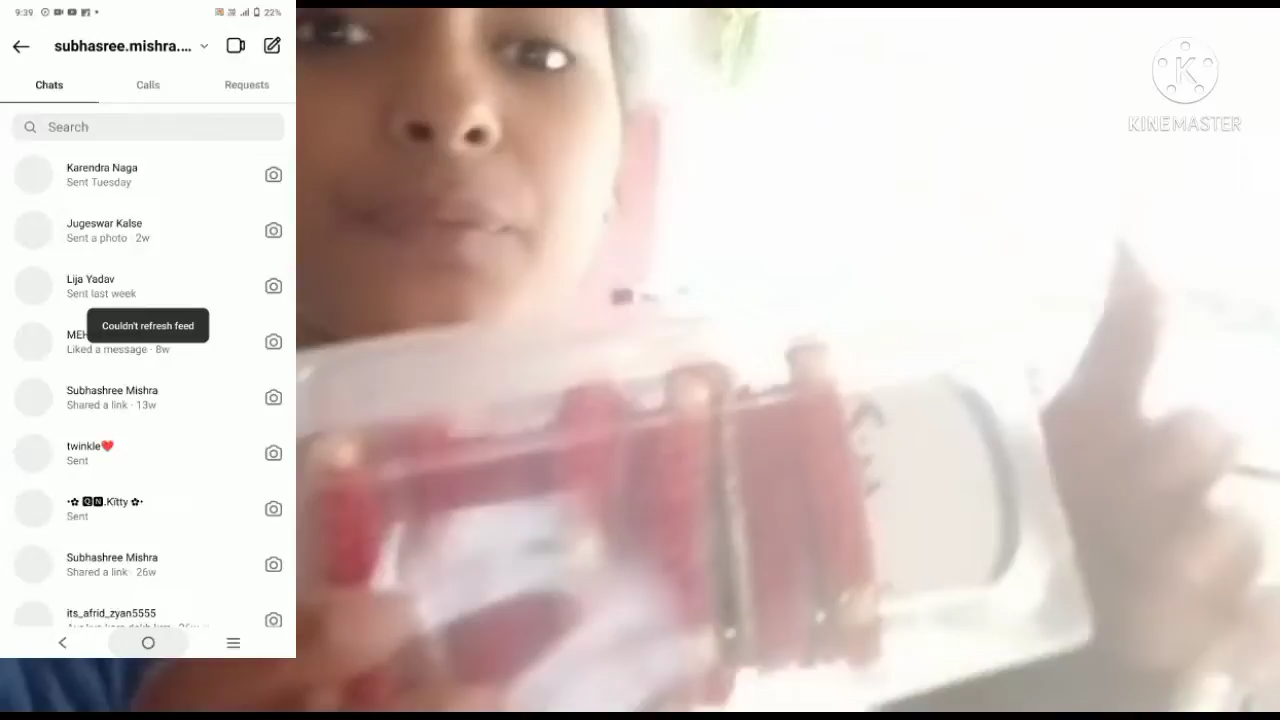 9:39
22%
subhasree.mishra....
Chats Calls Requests
Search
Karendra Naga
Sent Tuesday
Jugeswar Kalse
Sent a photo · 2w
Lija Yadav
Sent last week
Couldn't refresh feed
Liked a message · 8w
Subhashree Mishra
Shared a link · 13w
twinkle❤️
Sent
•✿ 🆀🅽.Kïtty ✿•
Sent
Subhashree Mishra
Shared a link · 26w
its_afrid_zyan5555
K
KINEMASTER